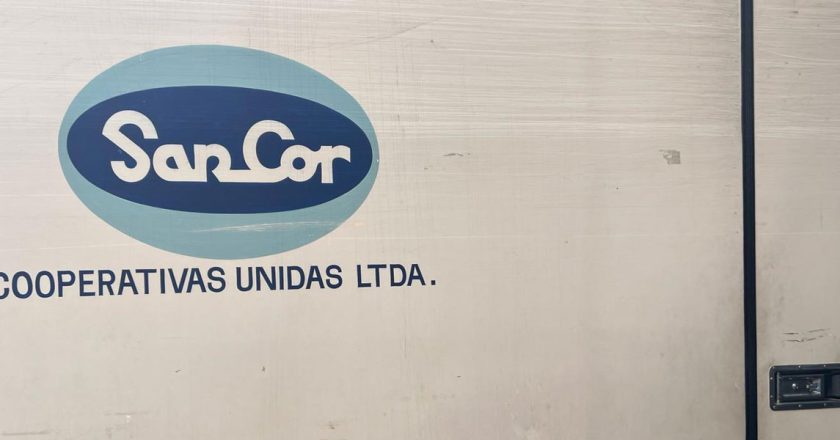 SanCor
COOPERATIVAS UNIDAS LTDA.